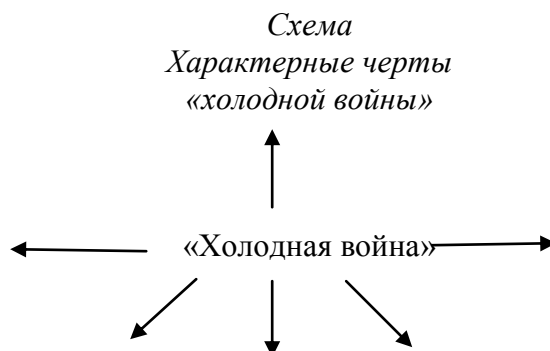 Схема
Характерные черты
«холодной войны»
«Холодная война»